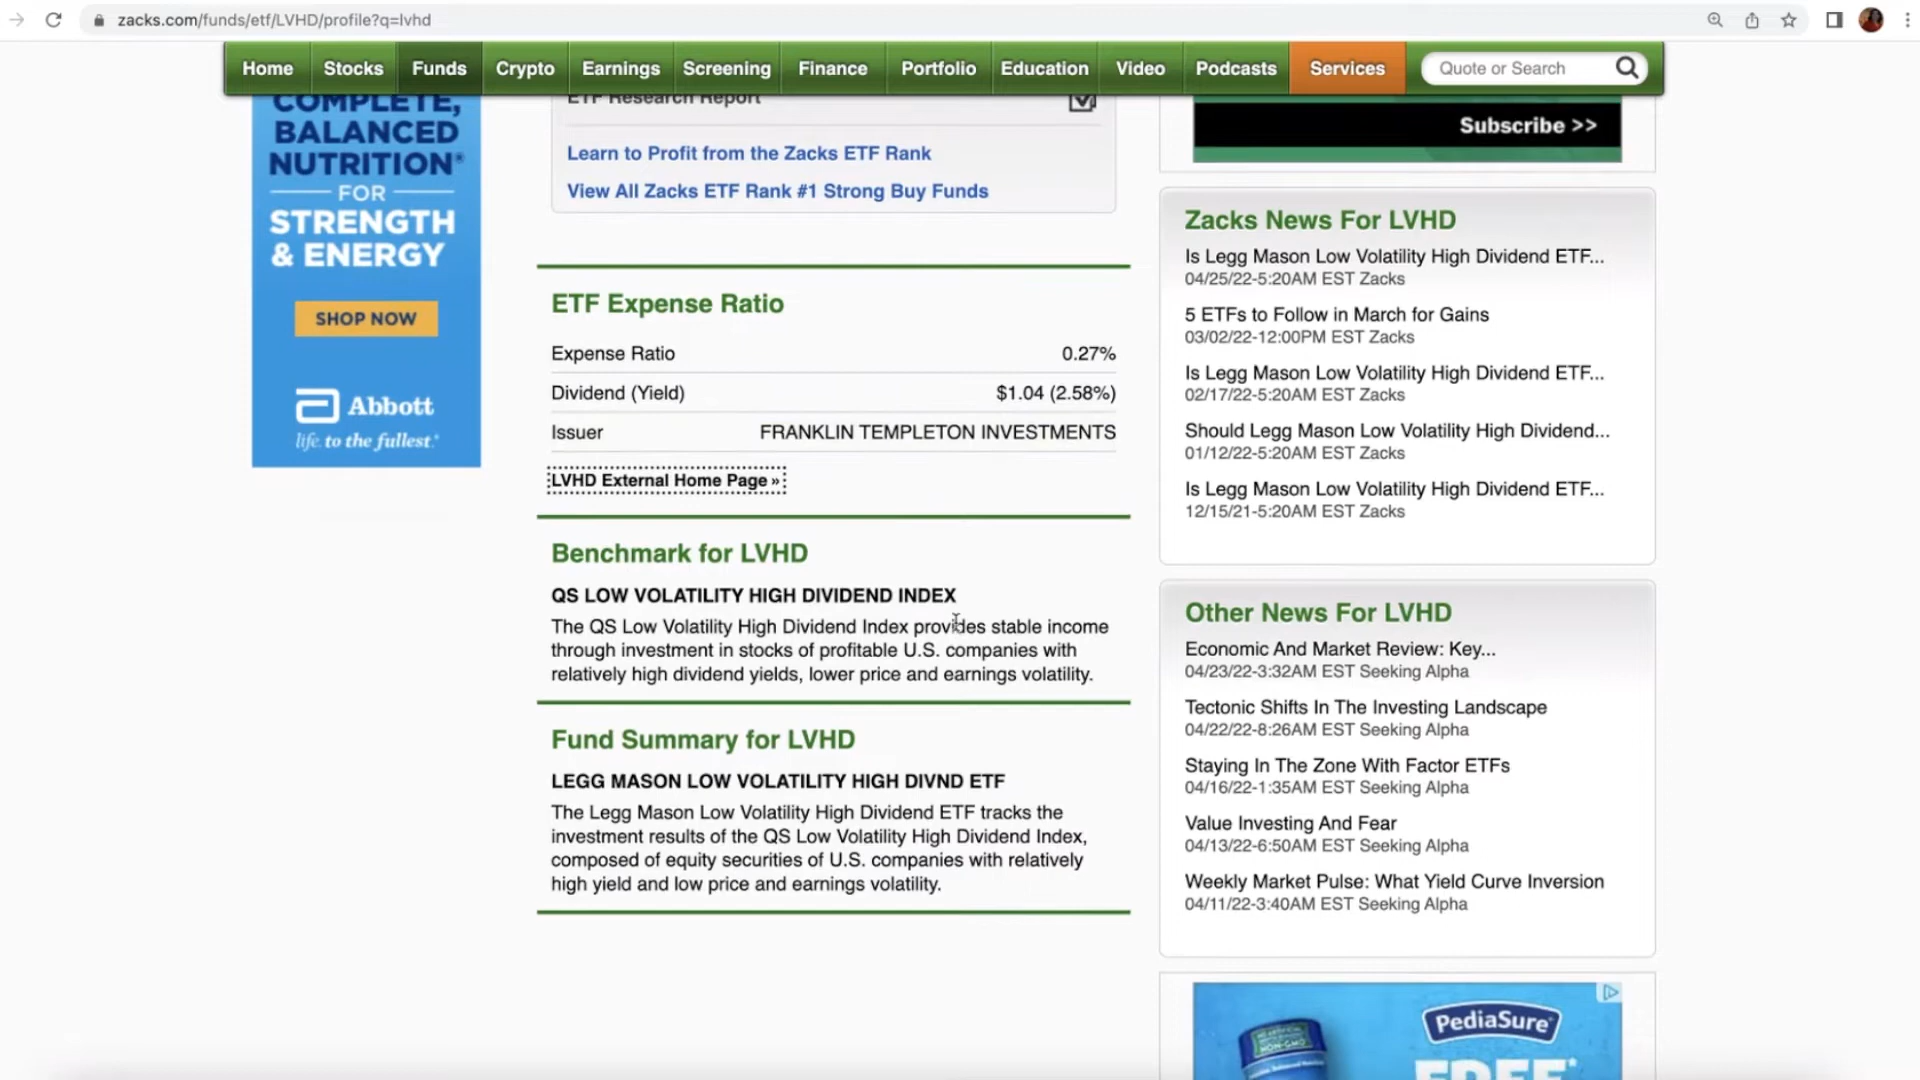 zacks.com/funds/etf/LVHD/profile?q=lvhd
Home Stocks Funds Crypto Earnings Screening Finance Portfolio Education Video Podcasts Services Quote or Search
COMPLETE,
BALANCED
NUTRITION®
FOR
STRENGTH
& ENERGY
SHOP NOW
Abbott
life. to the fullest.®
ETF Research Report
Learn to Profit from the Zacks ETF Rank
View All Zacks ETF Rank #1 Strong Buy Funds
ETF Expense Ratio
Expense Ratio 0.27%
Dividend (Yield) $1.04 (2.58%)
Issuer FRANKLIN TEMPLETON INVESTMENTS
LVHD External Home Page »
Benchmark for LVHD
QS LOW VOLATILITY HIGH DIVIDEND INDEX
The QS Low Volatility High Dividend Index provides stable income
through investment in stocks of profitable U.S. companies with
relatively high dividend yields, lower price and earnings volatility.
Fund Summary for LVHD
LEGG MASON LOW VOLATILITY HIGH DIVND ETF
The Legg Mason Low Volatility High Dividend ETF tracks the
investment results of the QS Low Volatility High Dividend Index,
composed of equity securities of U.S. companies with relatively
high yield and low price and earnings volatility.
Subscribe >>
Zacks News For LVHD
Is Legg Mason Low Volatility High Dividend ETF...
04/25/22-5:20AM EST Zacks
5 ETFs to Follow in March for Gains
03/02/22-12:00PM EST Zacks
Is Legg Mason Low Volatility High Dividend ETF...
02/17/22-5:20AM EST Zacks
Should Legg Mason Low Volatility High Dividend...
01/12/22-5:20AM EST Zacks
Is Legg Mason Low Volatility High Dividend ETF...
12/15/21-5:20AM EST Zacks
Other News For LVHD
Economic And Market Review: Key...
04/23/22-3:32AM EST Seeking Alpha
Tectonic Shifts In The Investing Landscape
04/22/22-8:26AM EST Seeking Alpha
Staying In The Zone With Factor ETFs
04/16/22-1:35AM EST Seeking Alpha
Value Investing And Fear
04/13/22-6:50AM EST Seeking Alpha
Weekly Market Pulse: What Yield Curve Inversion
04/11/22-3:40AM EST Seeking Alpha
PediaSure®
NON-GMO
FREE*